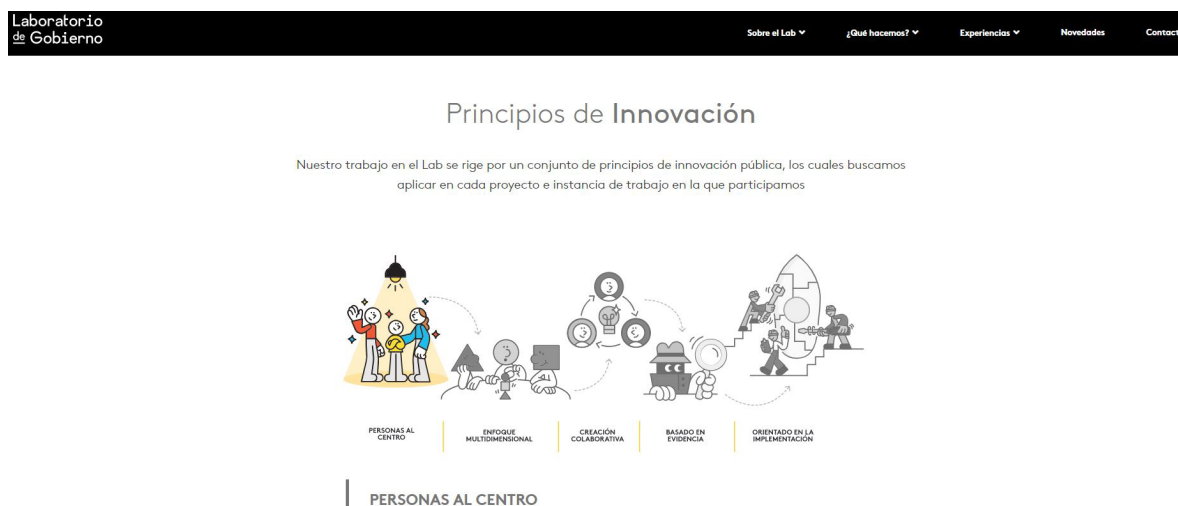 Laboratorio
de Gobierno
Sobre el Lab
¿Qué hacemos?
Experiencias
Novedades
Contact
Principios de Innovación
Nuestro trabajo en el Lab se rige por un conjunto de principios de innovación pública, los cuales buscamos
aplicar en cada proyecto e instancia de trabajo en la que participamos
PERSONAS AL
CENTRO
ENFOQUE
MULTIDIMENSIONAL
CREACIÓN
COLABORATIVA
BASADO EN
EVIDENCIA
ORIENTADO EN LA
IMPLEMENTACIÓN
PERSONAS AL CENTRO